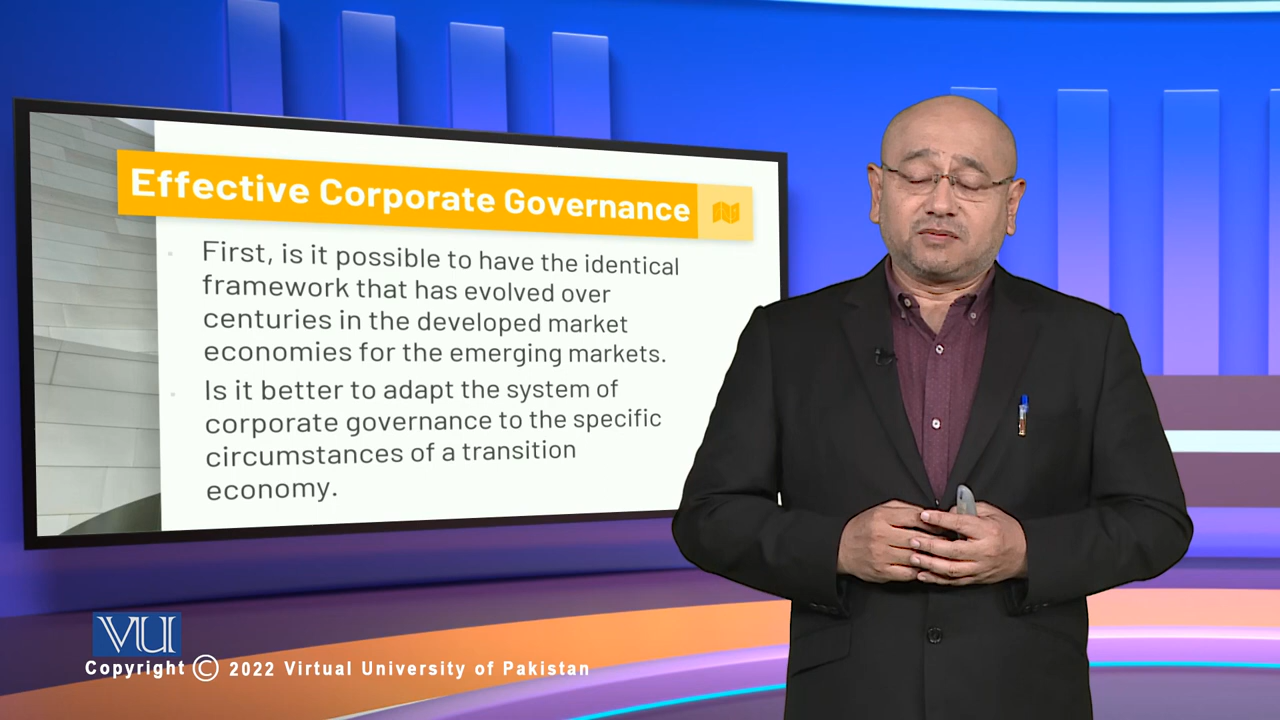 Effective Corporate Governance
First, is it possible to have the identical
framework that has evolved over
centuries in the developed market
economies for the emerging markets.
Is it better to adapt the system of
corporate governance to the specific
circumstances of a transition
economy.
VU
Copyright © 2022 Virtual University of Pakistan